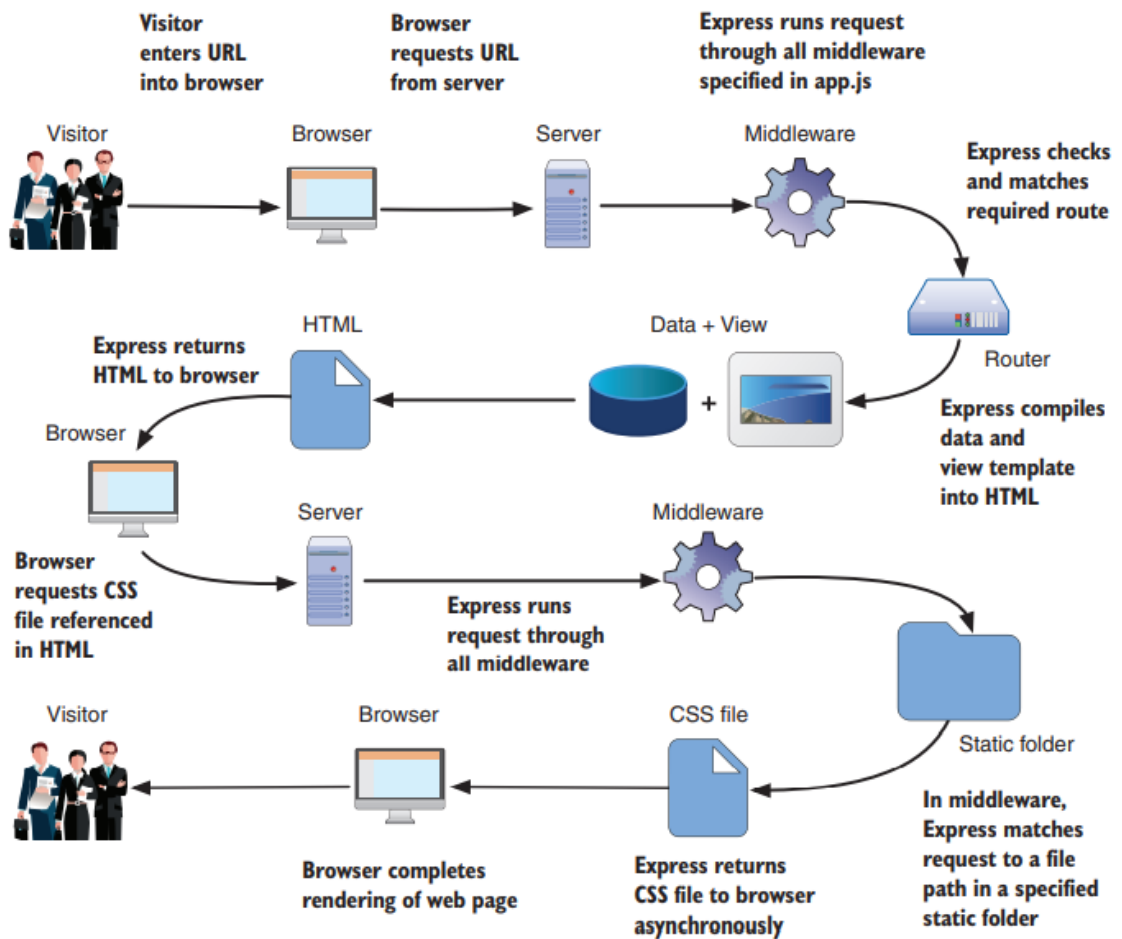 Visitor
enters URL
into browser
Browser
requests URL
from server
Express runs request
through all middleware
specified in app.js
Visitor
Browser
Server
Middleware
Express checks
and matches
required route
HTML
Data + View
Express returns
HTML to browser
Router
+
Browser
Express compiles
data and
view template
into HTML
Server
Middleware
Browser
requests CSS
file referenced
in HTML
Express runs
request through
all middleware
Visitor
Browser
CSS file
Static folder
In middleware,
Express matches
request to a file
path in a specified
static folder
Browser completes
rendering of web page
Express returns
CSS file to browser
asynchronously